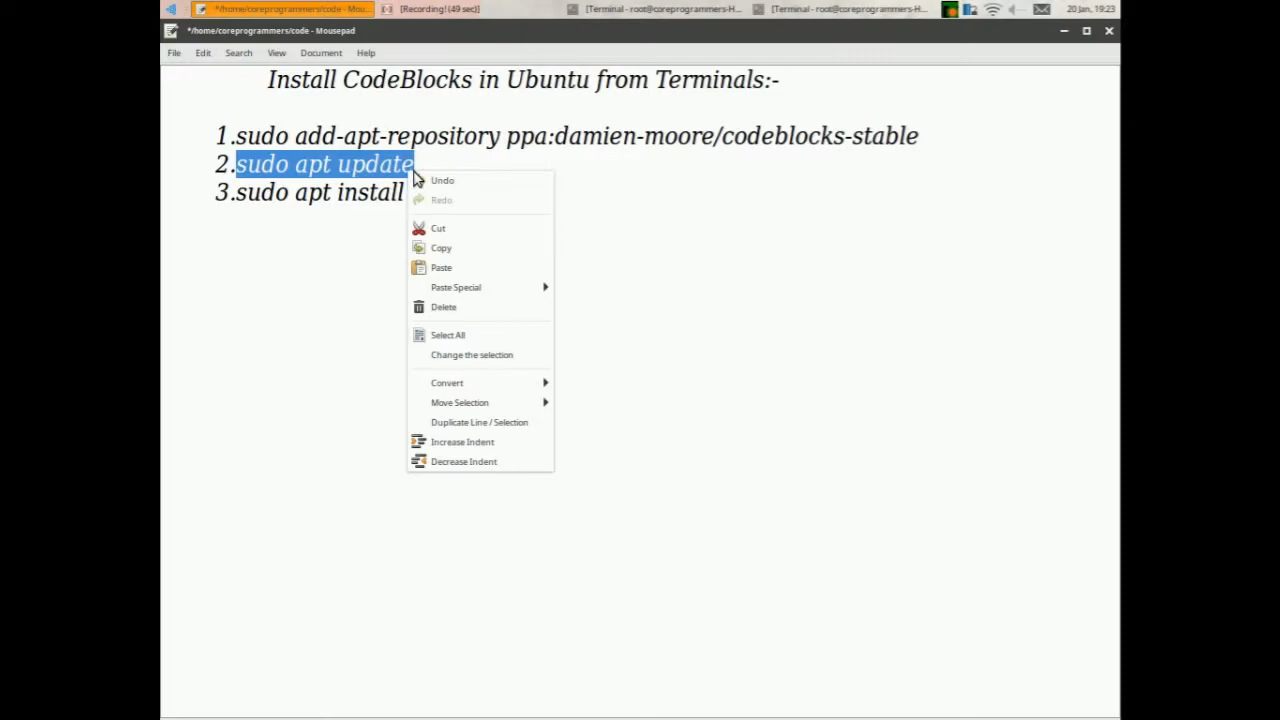 */home/coreprogrammers/code - Mou...
[Recording! (49 sec)]
[Terminal - root@coreprogrammers-H...
[Terminal - root@coreprogrammers-H...
20 Jan, 19:23
*/home/coreprogrammers/code - Mousepad
File Edit Search View Document Help
Install CodeBlocks in Ubuntu from Terminals:-
1.sudo add-apt-repository ppa:damien-moore/codeblocks-stable
2.sudo apt update
3.sudo apt install
Undo
Redo
Cut
Copy
Paste
Paste Special
Delete
Select All
Change the selection
Convert
Move Selection
Duplicate Line / Selection
Increase Indent
Decrease Indent